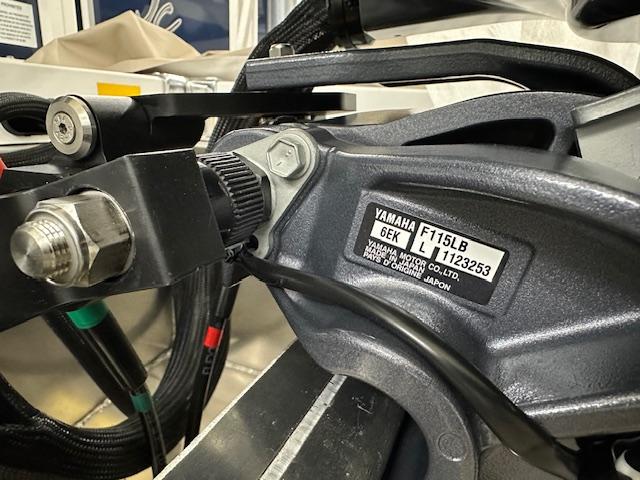 YAMAHA F115LB
6EK L 1123253
YAMAHA MOTOR CO., LTD.
MADE IN JAPAN
PAYS D'ORIGINE JAPON